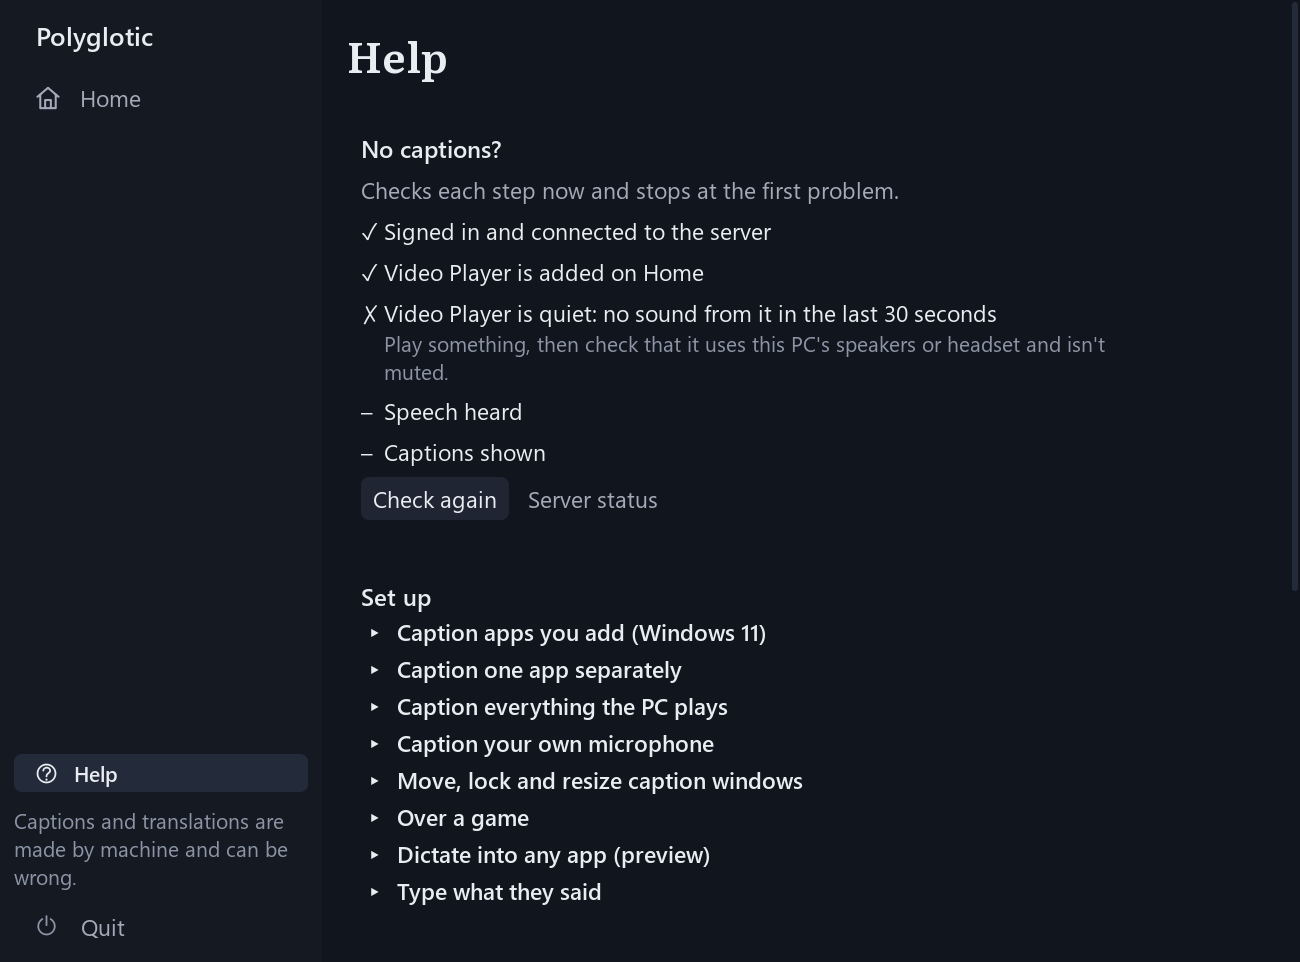 Polyglotic
Home
Help
Captions and translations are
made by machine and can be
wrong.
Quit
Help
No captions?
Checks each step now and stops at the first problem.
✓ Signed in and connected to the server
✓ Video Player is added on Home
✗ Video Player is quiet: no sound from it in the last 30 seconds
Play something, then check that it uses this PC's speakers or headset and isn't
muted.
– Speech heard
– Captions shown
Check again
Server status
Set up
▸ Caption apps you add (Windows 11)
▸ Caption one app separately
▸ Caption everything the PC plays
▸ Caption your own microphone
▸ Move, lock and resize caption windows
▸ Over a game
▸ Dictate into any app (preview)
▸ Type what they said